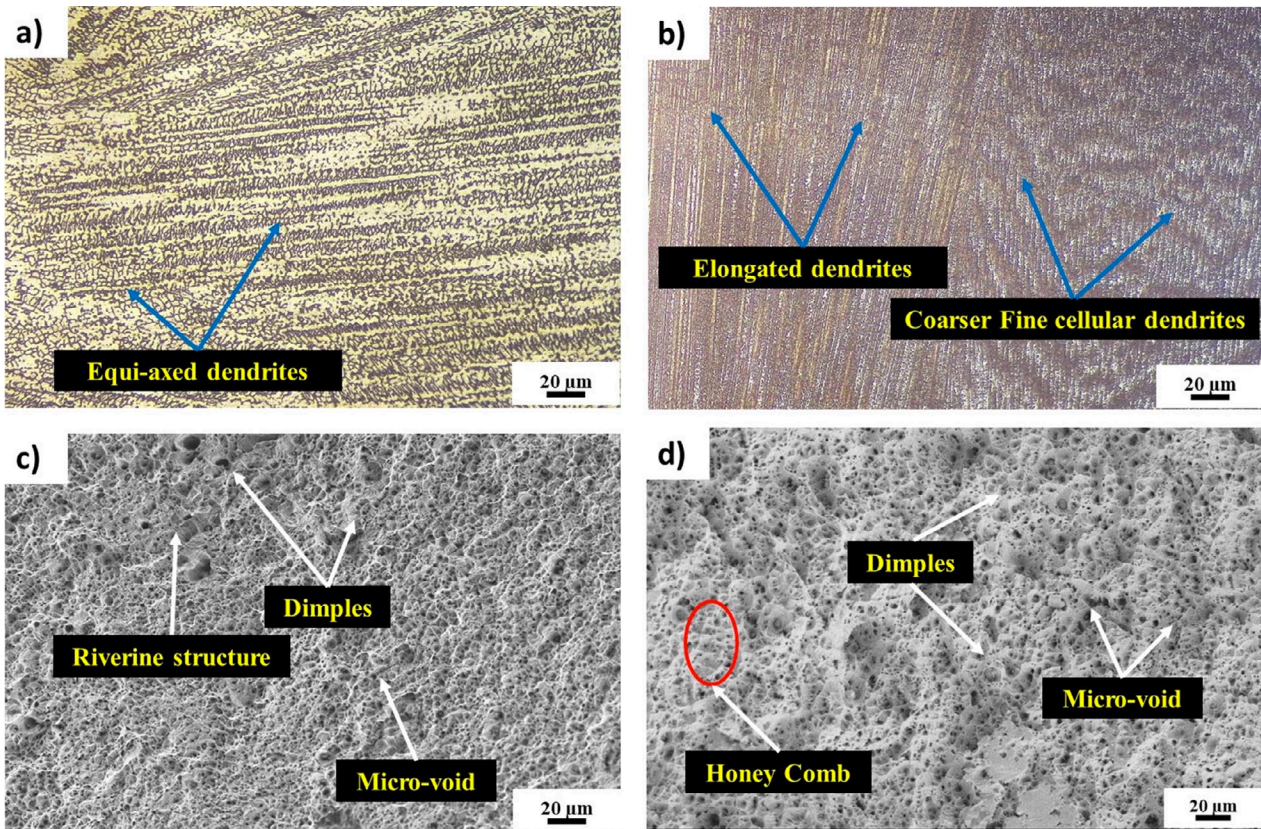 a)
Equi-axed dendrites
20 μm
b)
Elongated dendrites
Coarser Fine cellular dendrites
20 μm
c)
Dimples
Riverine structure
Micro-void
20 μm
d)
Dimples
Micro-void
Honey Comb
20 μm